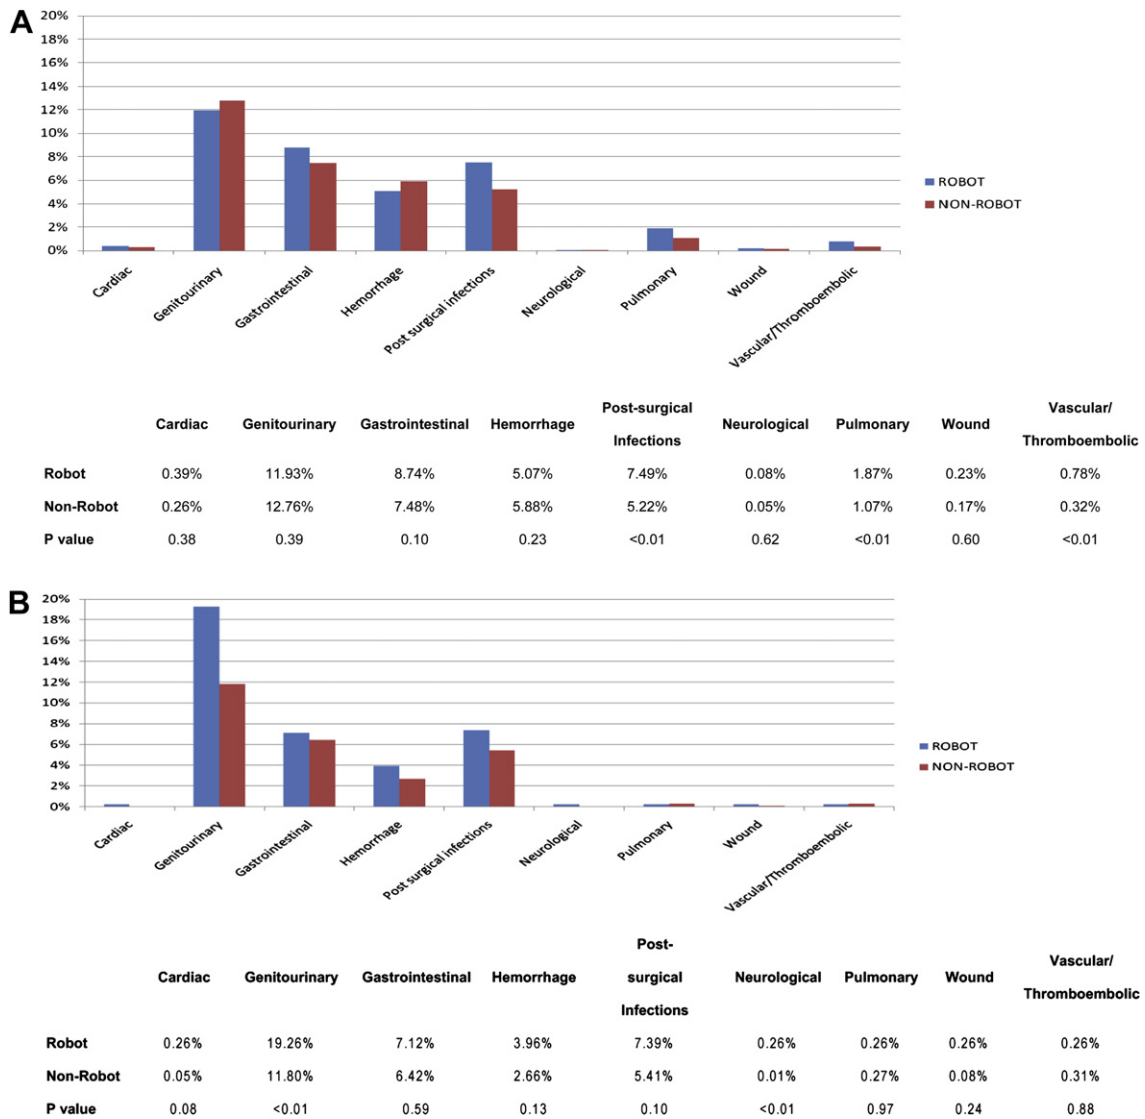 A
20%
18%
16%
14%
12%
10%
8%
6%
4%
2%
0%
Cardiac
Genitourinary
Gastrointestinal
Hemorrhage
Post surgical infections
Neurological
Pulmonary
Wound
Vascular/Thromboembolic
ROBOT
NON-ROBOT
Cardiac Genitourinary Gastrointestinal Hemorrhage Post-surgical Infections Neurological Pulmonary Wound Vascular/ Thromboembolic
Robot 0.39% 11.93% 8.74% 5.07% 7.49% 0.08% 1.87% 0.23% 0.78%
Non-Robot 0.26% 12.76% 7.48% 5.88% 5.22% 0.05% 1.07% 0.17% 0.32%
P value 0.38 0.39 0.10 0.23 <0.01 0.62 <0.01 0.60 <0.01
B
20%
18%
16%
14%
12%
10%
8%
6%
4%
2%
0%
Cardiac
Genitourinary
Gastrointestinal
Hemorrhage
Post surgical infections
Neurological
Pulmonary
Wound
Vascular/Thromboembolic
ROBOT
NON-ROBOT
Cardiac Genitourinary Gastrointestinal Hemorrhage Post- surgical Infections Neurological Pulmonary Wound Vascular/ Thromboembolic
Robot 0.26% 19.26% 7.12% 3.96% 7.39% 0.26% 0.26% 0.26% 0.26%
Non-Robot 0.05% 11.80% 6.42% 2.66% 5.41% 0.01% 0.27% 0.08% 0.31%
P value 0.08 <0.01 0.59 0.13 0.10 <0.01 0.97 0.24 0.88